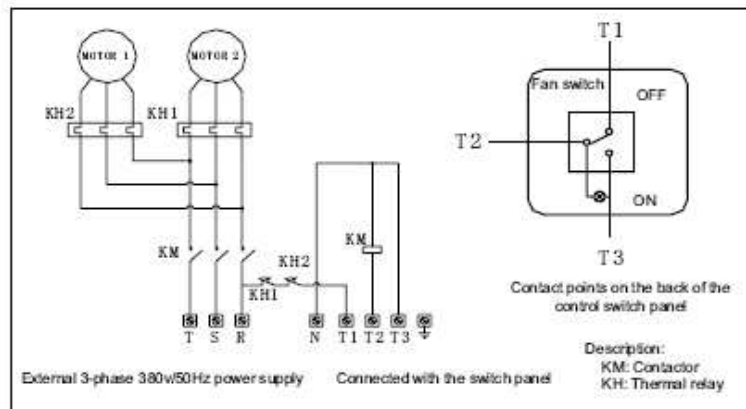 MOTOR 1
MOTOR 2
KH2
KH1
KM
KM
KH2
KH1
T S R N T1 T2 T3
External 3-phase 380v/50Hz power supply
Connected with the switch panel
T1
Fan switch
OFF
T2
ON
T3
Contact points on the back of the
control switch panel
Description:
KM: Contactor
KH: Thermal relay